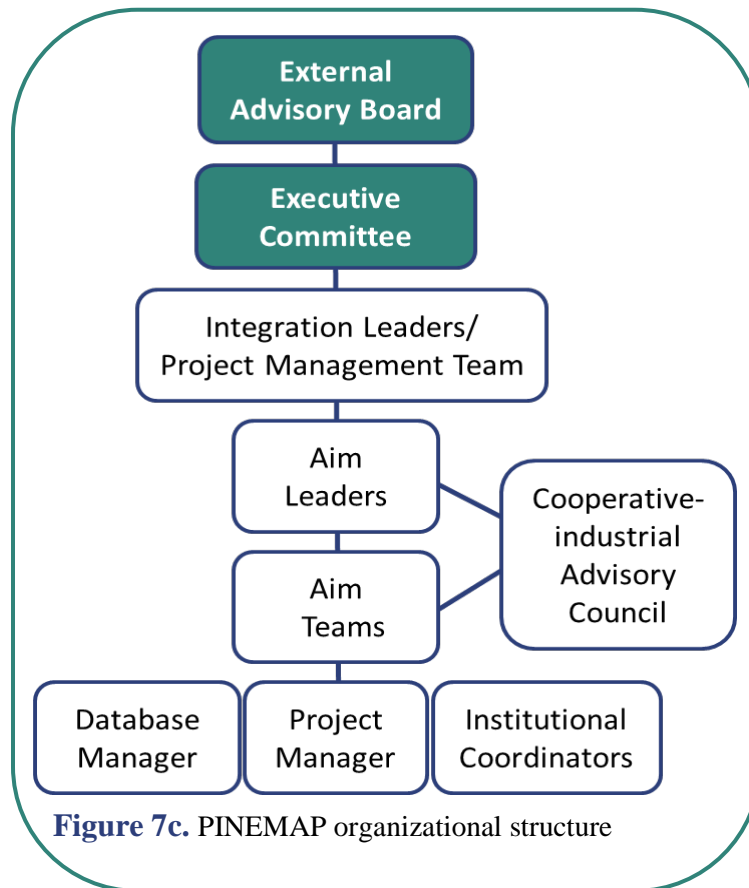 External
Advisory Board
Executive
Committee
Integration Leaders/
Project Management Team
Aim
Leaders
Cooperative-
industrial
Advisory
Council
Aim
Teams
Database
Manager
Project
Manager
Institutional
Coordinators
Figure 7c. PINEMAP organizational structure